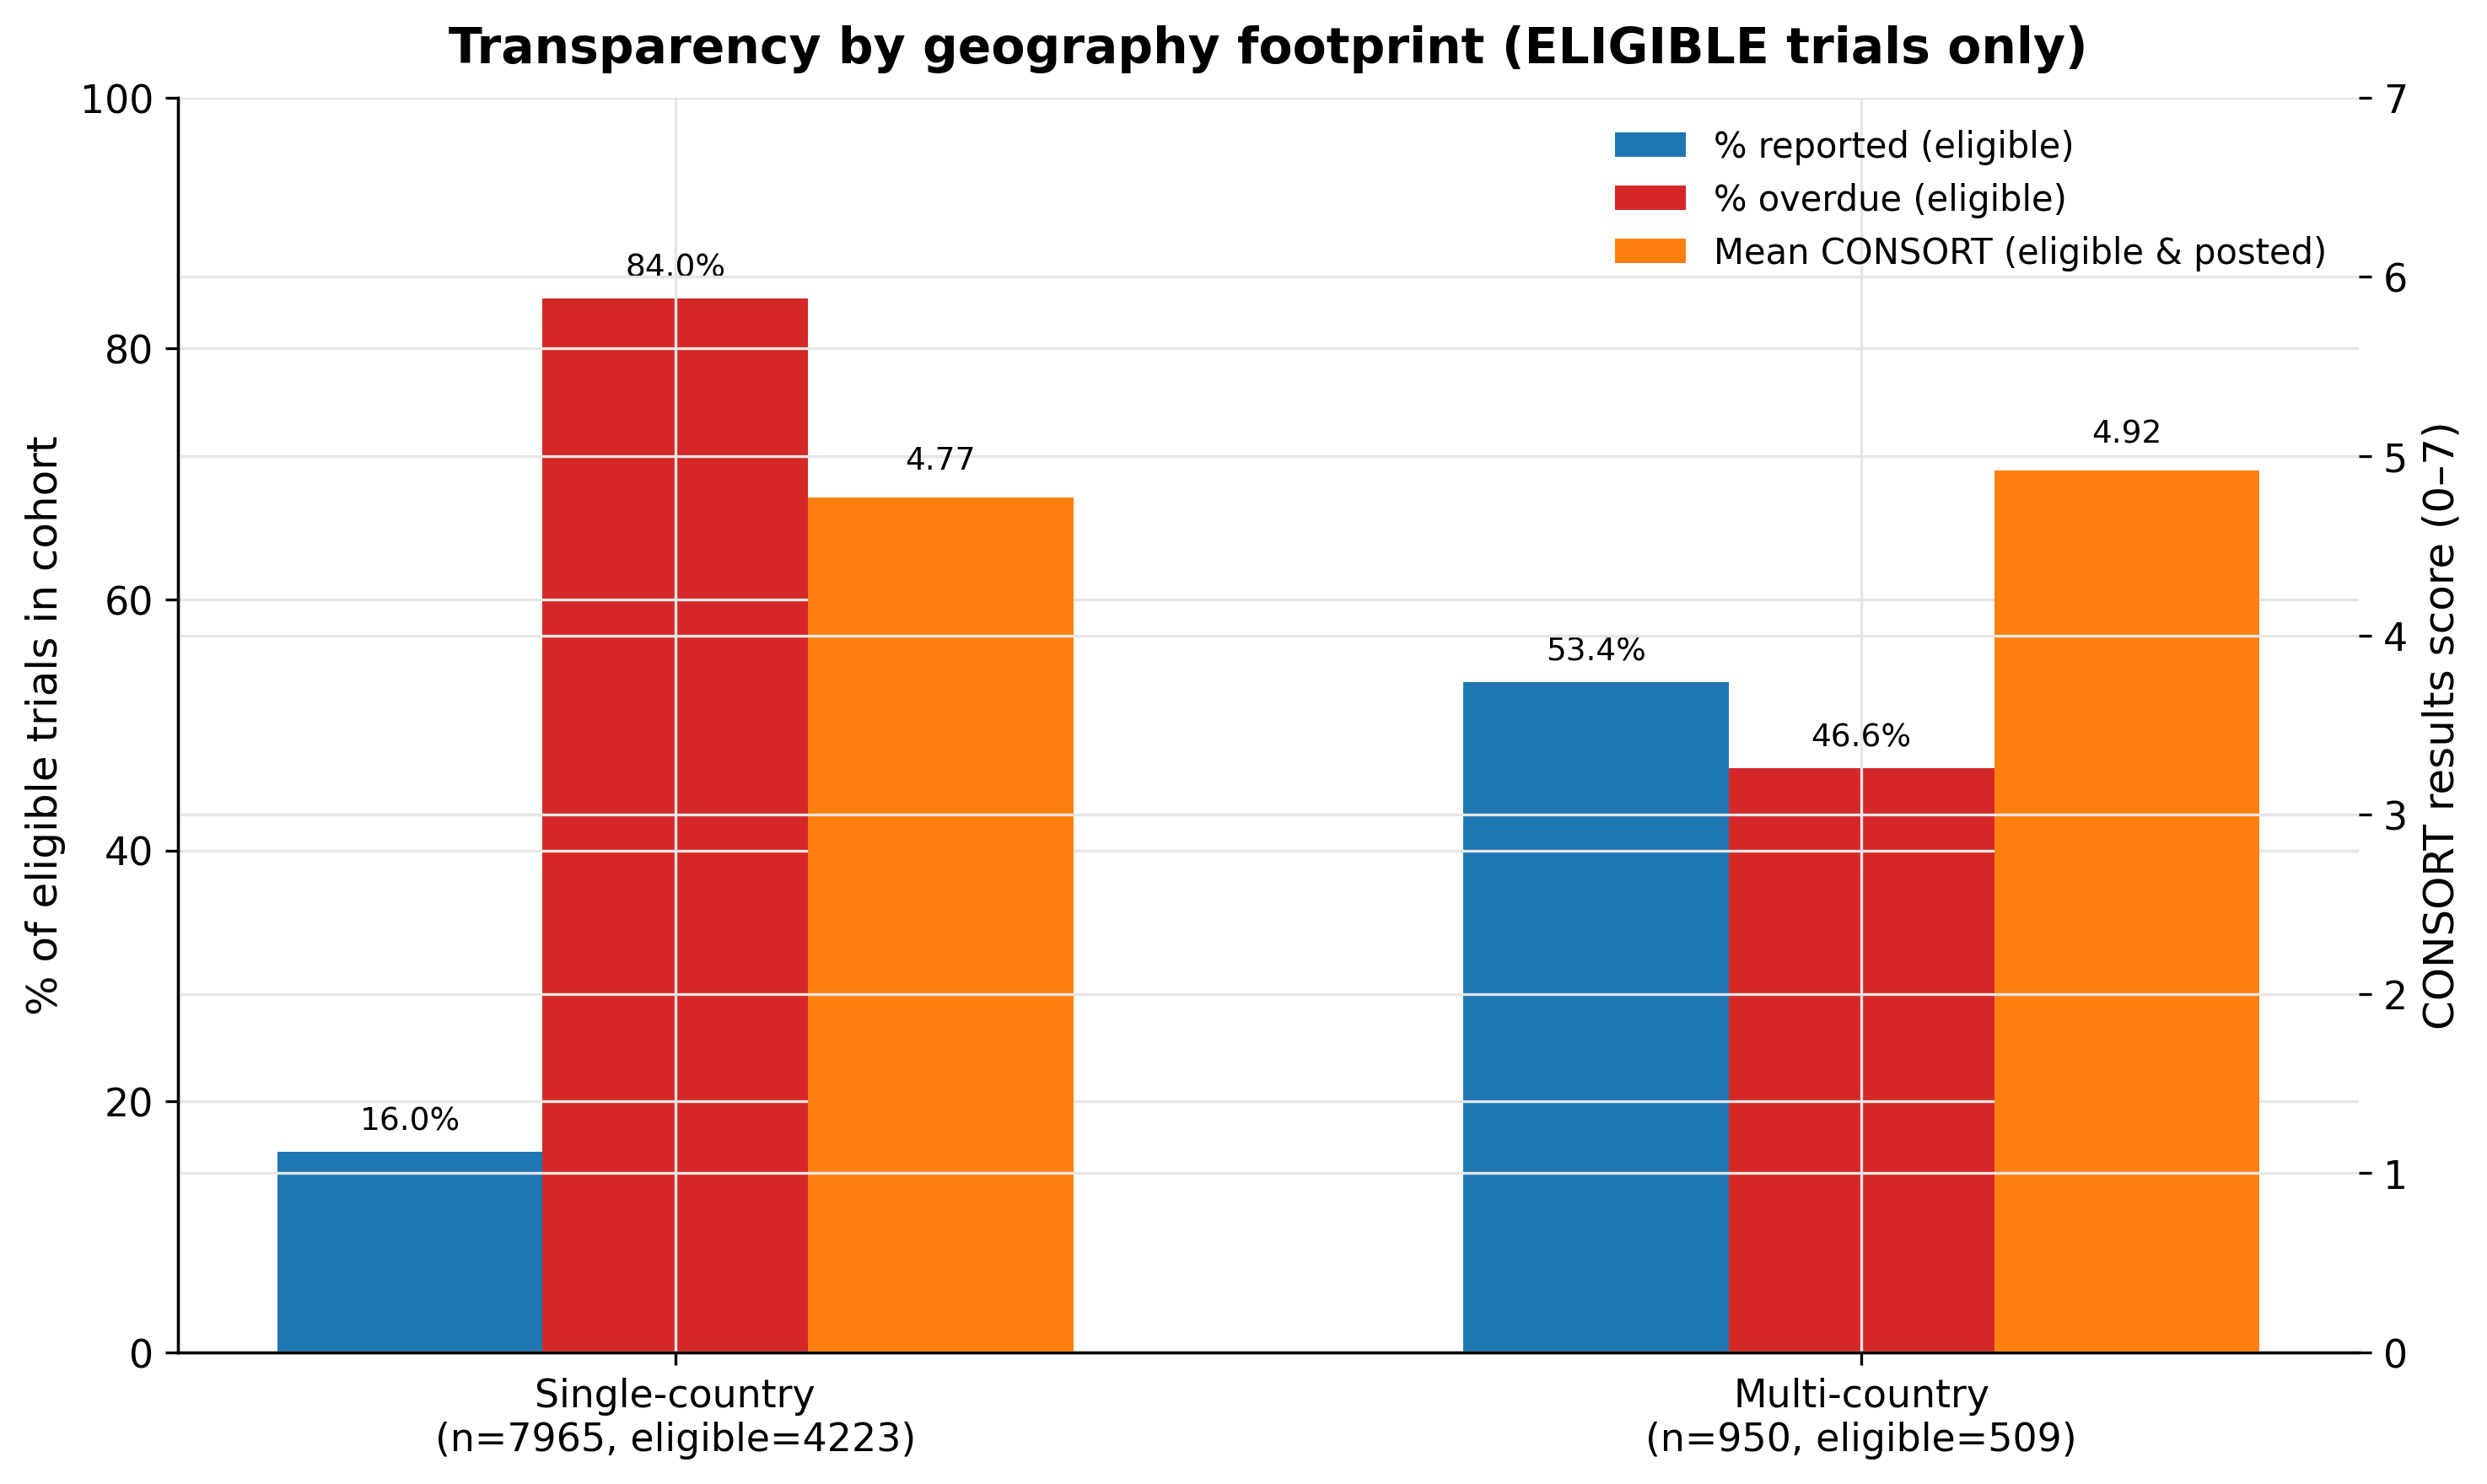 Transparency by geography footprint (ELIGIBLE trials only)
% reported (eligible)
% overdue (eligible)
Mean CONSORT (eligible & posted)
% of eligible trials in cohort
100
80
60
40
20
0
16.0%
84.0%
4.77
53.4%
46.6%
4.92
7
6
5
4
3
2
1
0
CONSORT results score (0–7)
Single-country
(n=7965, eligible=4223)
Multi-country
(n=950, eligible=509)